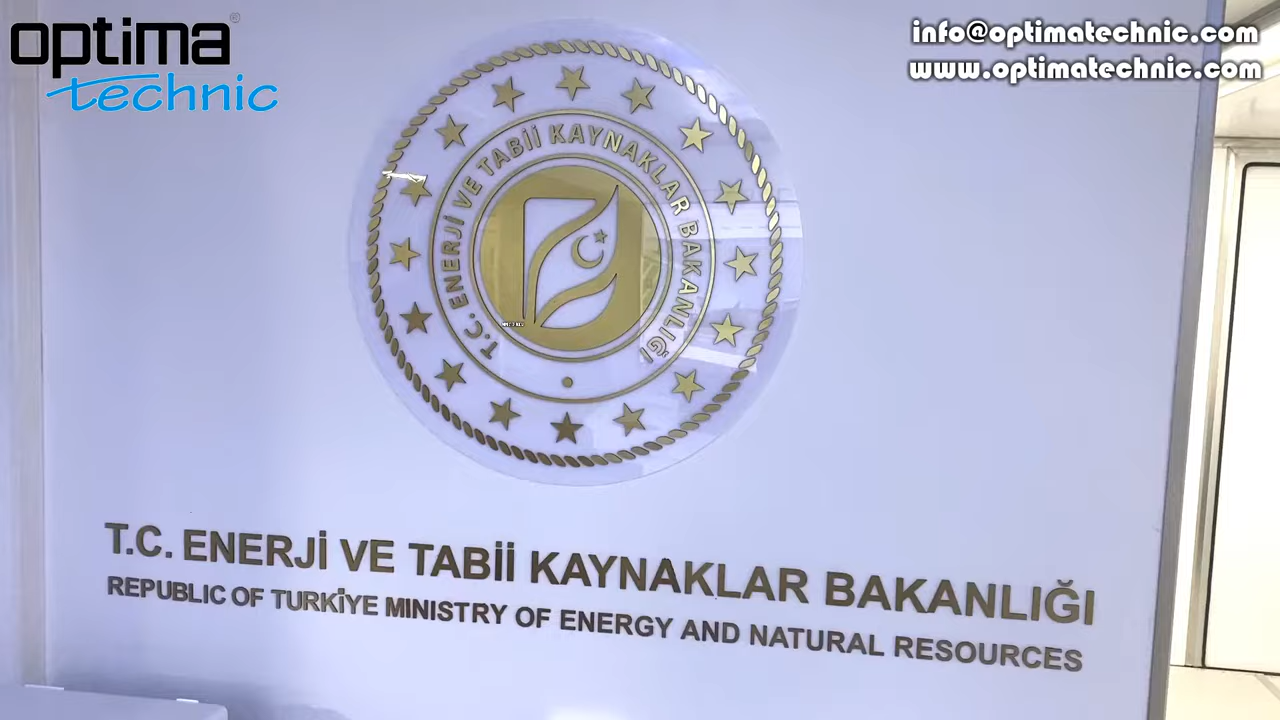 optima
technic
info@optimatechnic.com
www.optimatechnic.com
T.C. ENERJİ VE TABİİ KAYNAKLAR BAKANLIĞI
T.C. ENERJİ VE TABİİ KAYNAKLAR BAKANLIĞI
REPUBLIC OF TURKİYE MINISTRY OF ENERGY AND NATURAL RESOURCES